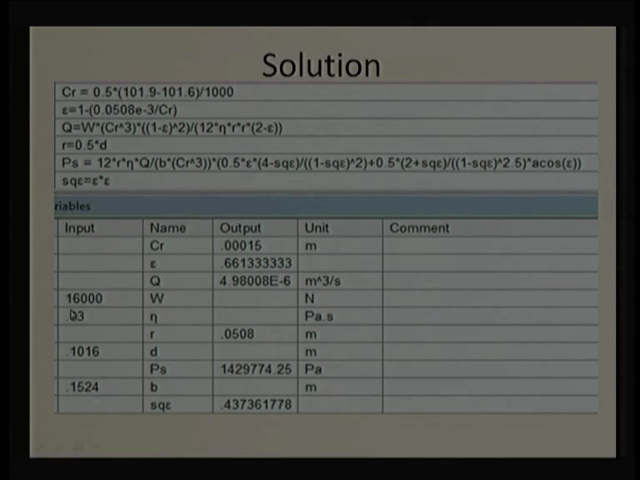 Solution
Cr = 0.5*(101.9-101.6)/1000
ε=1-(0.0508e-3/Cr)
Q=W*(Cr^3)*((1-ε)^2)/(12*η*r*r*(2-ε))
r=0.5*d
Ps = 12*r*η*Q/(b*(Cr^3))*(0.5*ε*(4-sqε)/((1-sqε)^2)+0.5*(2+sqε)/((1-sqε)^2.5)*acos(ε))
sqε=ε*ε
riables
Input Name Output Unit Comment
Cr .00015 m
ε .661333333
Q 4.98008E-6 m^3/s
16000 W N
.03 η Pa.s
r .0508 m
.1016 d m
Ps 1429774.25 Pa
.1524 b m
sqε .437361778